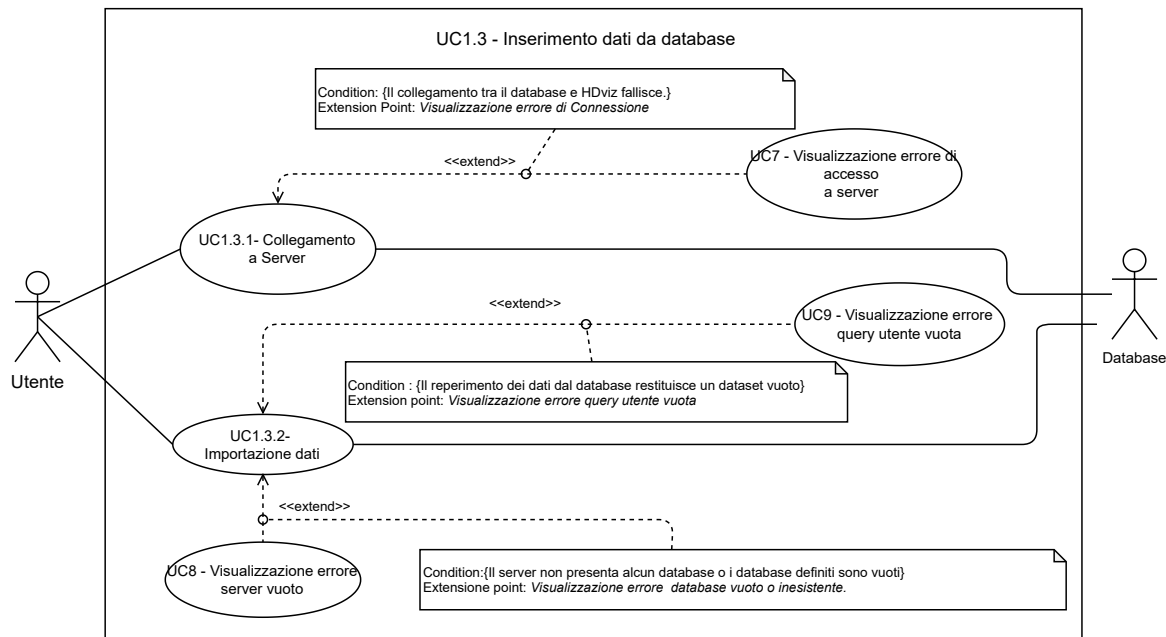 UC1.3 - Inserimento dati da database
Condition: {Il collegamento tra il database e HDviz fallisce.}
Extension Point: Visualizzazione errore di Connessione
<<extend>>
UC7 - Visualizzazione errore di
accesso
a server
UC1.3.1- Collegamento
a Server
<<extend>>
UC9 - Visualizzazione errore
query utente vuota
Utente
Database
Condition : {Il reperimento dei dati dal database restituisce un dataset vuoto}
Extension point: Visualizzazione errore query utente vuota
UC1.3.2-
Importazione dati
<<extend>>
UC8 - Visualizzazione errore
server vuoto
Condition:{Il server non presenta alcun database o i database definiti sono vuoti}
Extensione point: Visualizzazione errore database vuoto o inesistente.